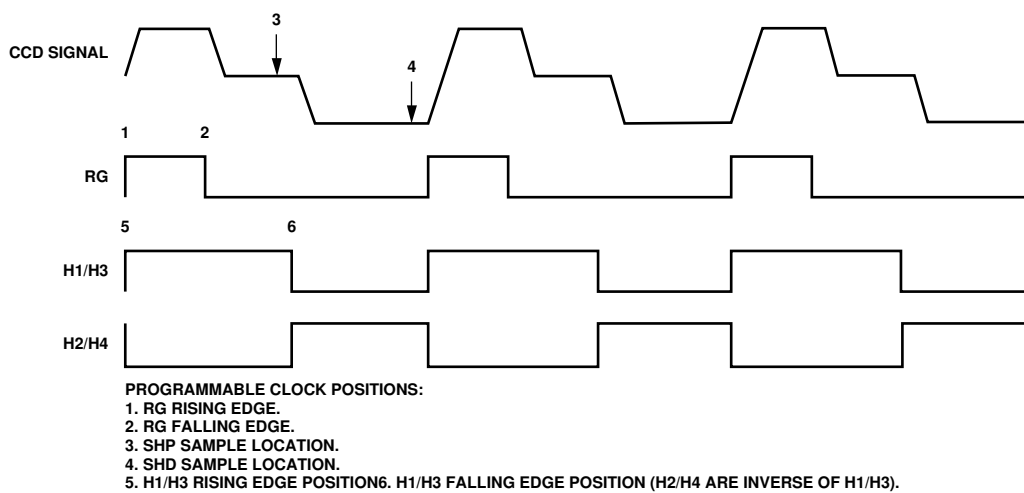 3
CCD SIGNAL
4
1 2
RG
5 6
H1/H3
H2/H4
PROGRAMMABLE CLOCK POSITIONS:
1. RG RISING EDGE.
2. RG FALLING EDGE.
3. SHP SAMPLE LOCATION.
4. SHD SAMPLE LOCATION.
5. H1/H3 RISING EDGE POSITION6. H1/H3 FALLING EDGE POSITION (H2/H4 ARE INVERSE OF H1/H3).